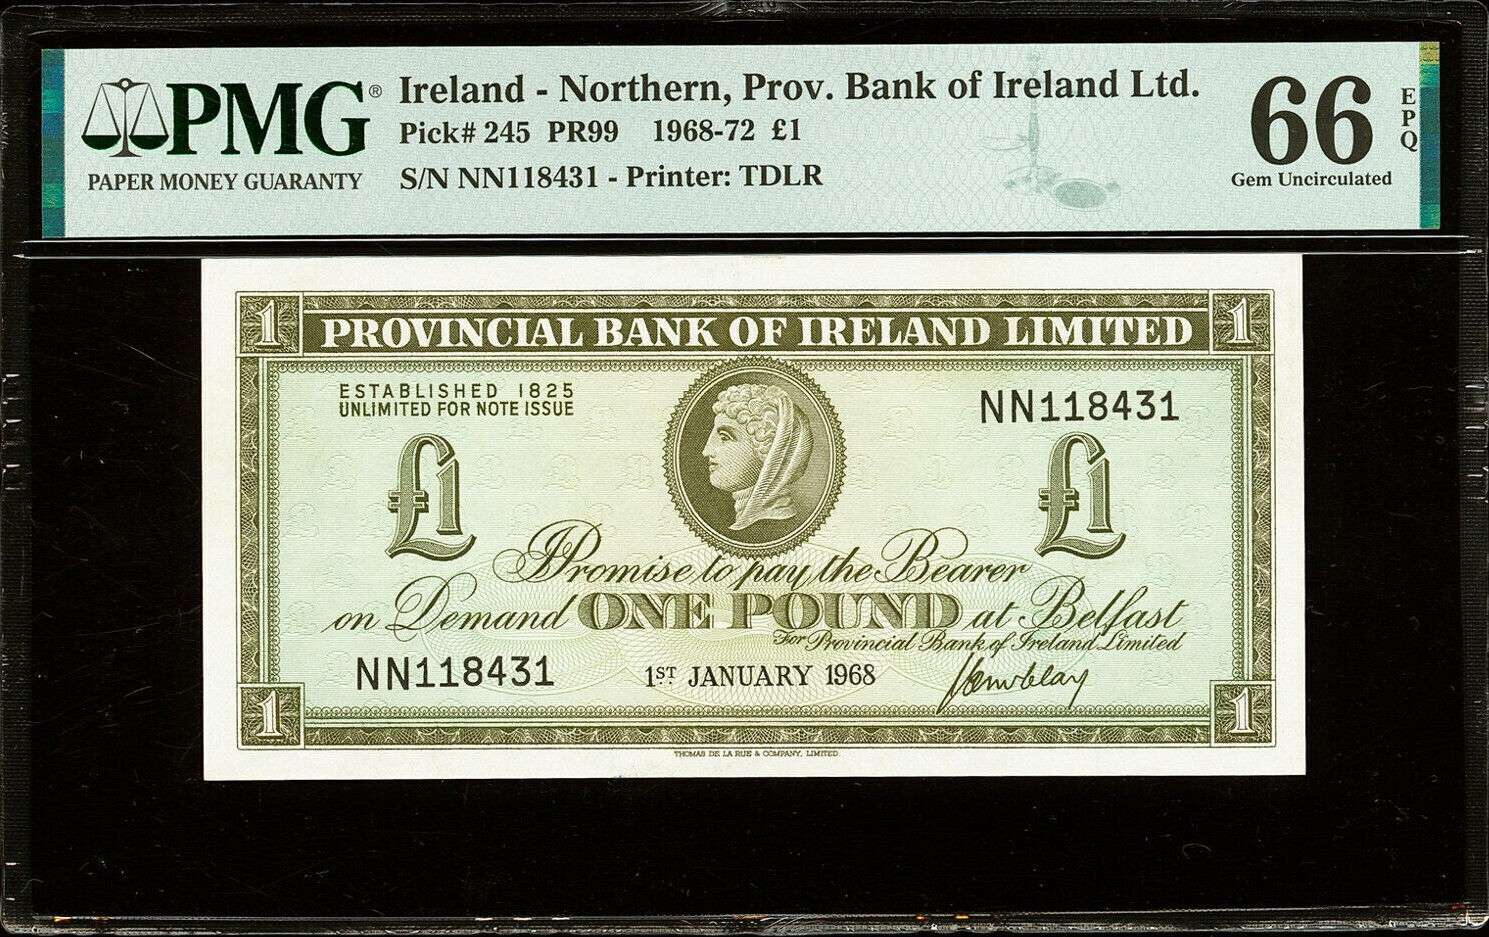 PMG®
PAPER MONEY GUARANTY
Ireland - Northern, Prov. Bank of Ireland Ltd.
Pick# 245 PR99 1968-72 £1
S/N NN118431 - Printer: TDLR
66
EPQ
Gem Uncirculated
1 PROVINCIAL BANK OF IRELAND LIMITED 1
ESTABLISHED 1825
UNLIMITED FOR NOTE ISSUE
NN118431
£1 £1
I Promise to pay the Bearer
on Demand ONE POUND at Belfast
For Provincial Bank of Ireland Limited
NN118431 1ST JANUARY 1968
1 1
THOMAS DE LA RUE & COMPANY, LIMITED.